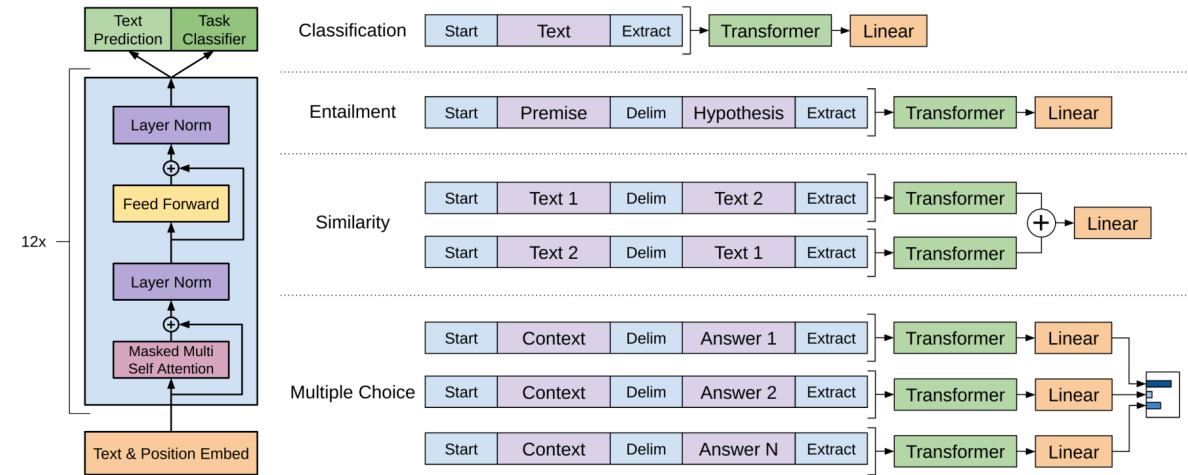 Text
Prediction
Task
Classifier
12x
Layer Norm
+
Feed Forward
Layer Norm
+
Masked Multi
Self Attention
Text & Position Embed
Classification
Start Text Extract Transformer Linear
Entailment
Start Premise Delim Hypothesis Extract Transformer Linear
Similarity
Start Text 1 Delim Text 2 Extract Transformer
+ Linear
Start Text 2 Delim Text 1 Extract Transformer
Multiple Choice
Start Context Delim Answer 1 Extract Transformer Linear
Start Context Delim Answer 2 Extract Transformer Linear
Start Context Delim Answer N Extract Transformer Linear